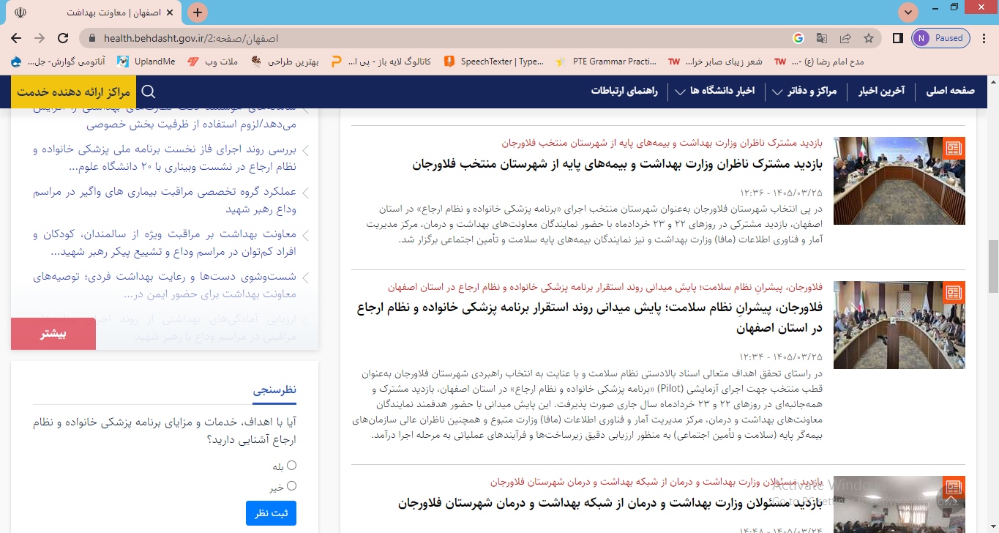 اصفهان | معاونت بهداشت
health.behdasht.gov.ir/اصفهان/صفحه:2
N Paused
آناتومی گوارش- جل...
UplandMe
ملات وب
بهترین طراحی
کاتالوگ لایه باز - پی ا...
SpeechTexter | Type...
PTE Grammar Practi...
شعر زیبای صابر خرا...
مدح امام رضا (ع) -...
صفحه اصلی
آخرین اخبار
مراکز و دفاتر
اخبار دانشگاه ها
راهنمای ارتباطات
مراکز ارائه دهنده خدمت
بازدید مشترک ناظران وزارت بهداشت و بیمه‌های پایه از شهرستان منتخب فلاورجان
بازدید مشترک ناظران وزارت بهداشت و بیمه‌های پایه از شهرستان منتخب فلاورجان
۱۴۰۵/۰۳/۲۵ - ۱۲:۳۶
در پی انتخاب شهرستان فلاورجان به‌عنوان شهرستان منتخب اجرای «برنامه پزشکی خانواده و نظام ارجاع» در استان
اصفهان، بازدید مشترکی در روزهای ۲۲ و ۲۳ خردادماه با حضور نمایندگان معاونت‌های بهداشت و درمان، مرکز مدیریت
آمار و فناوری اطلاعات (مافا) وزارت بهداشت و نیز نمایندگان بیمه‌های پایه سلامت و تأمین اجتماعی برگزار شد.
فلاورجان، پیشرانِ نظام سلامت؛ پایش میدانی روند استقرار برنامه پزشکی خانواده و نظام ارجاع در استان اصفهان
فلاورجان، پیشرانِ نظام سلامت؛ پایش میدانی روند استقرار برنامه پزشکی خانواده و نظام ارجاع
در استان اصفهان
۱۴۰۵/۰۳/۲۵ - ۱۲:۳۴
در راستای تحقق اهداف متعالی اسناد بالادستی نظام سلامت و با عنایت به انتخاب راهبردی شهرستان فلاورجان به‌عنوان
قطب منتخب جهت اجرای آزمایشی (Pilot) «برنامه پزشکی خانواده و نظام ارجاع» در استان اصفهان، بازدید مشترک و
همه‌جانبه‌ای در روزهای ۲۲ و ۲۳ خردادماه سال جاری صورت پذیرفت. این پایش میدانی با حضور هدفمند نمایندگان
معاونت‌های بهداشت و درمان، مرکز مدیریت آمار و فناوری اطلاعات (مافا) وزارت متبوع و همچنین ناظران عالی سازمان‌های
بیمه‌گر پایه (سلامت و تأمین اجتماعی) به منظور ارزیابی دقیق زیرساخت‌ها و فرآیندهای عملیاتی به مرحله اجرا درآمد.
بازدید مسئولان وزارت بهداشت و درمان از شبکه بهداشت و درمان شهرستان فلاورجان
بازدید مسئولان وزارت بهداشت و درمان از شبکه بهداشت و درمان شهرستان فلاورجان
۱۴۰۵/۰۳/۲۴ - ۱۴:۴۸
سامانه‌های هوشمند دقت نظارت‌های بهداشتی را افزایش
می‌دهد/لزوم استفاده از ظرفیت بخش خصوصی
بررسی روند اجرای فاز نخست برنامه ملی پزشکی خانواده و
نظام ارجاع در نشست وبیناری با ۲۰ دانشگاه علوم...
عملکرد گروه تخصصی مراقبت بیماری های واگیر در مراسم
وداع رهبر شهید
معاونت بهداشت بر مراقبت ویژه از سالمندان، کودکان و
افراد کم‌توان در مراسم وداع و تشییع پیکر رهبر شهید...
شست‌وشوی دست‌ها و رعایت بهداشت فردی؛ توصیه‌های
معاونت بهداشت برای حضور ایمن در...
ارزیابی آمادگی‌های بهداشتی از روند اجرای برنامه‌های
مراقبتی در مراسم وداع با رهبر شهید
بیشتر
نظرسنجی
آیا با اهداف، خدمات و مزایای برنامه پزشکی خانواده و نظام
ارجاع آشنایی دارید؟
بله
خیر
ثبت نظر
Activate Windows
Go to PC settings to activate Windows.